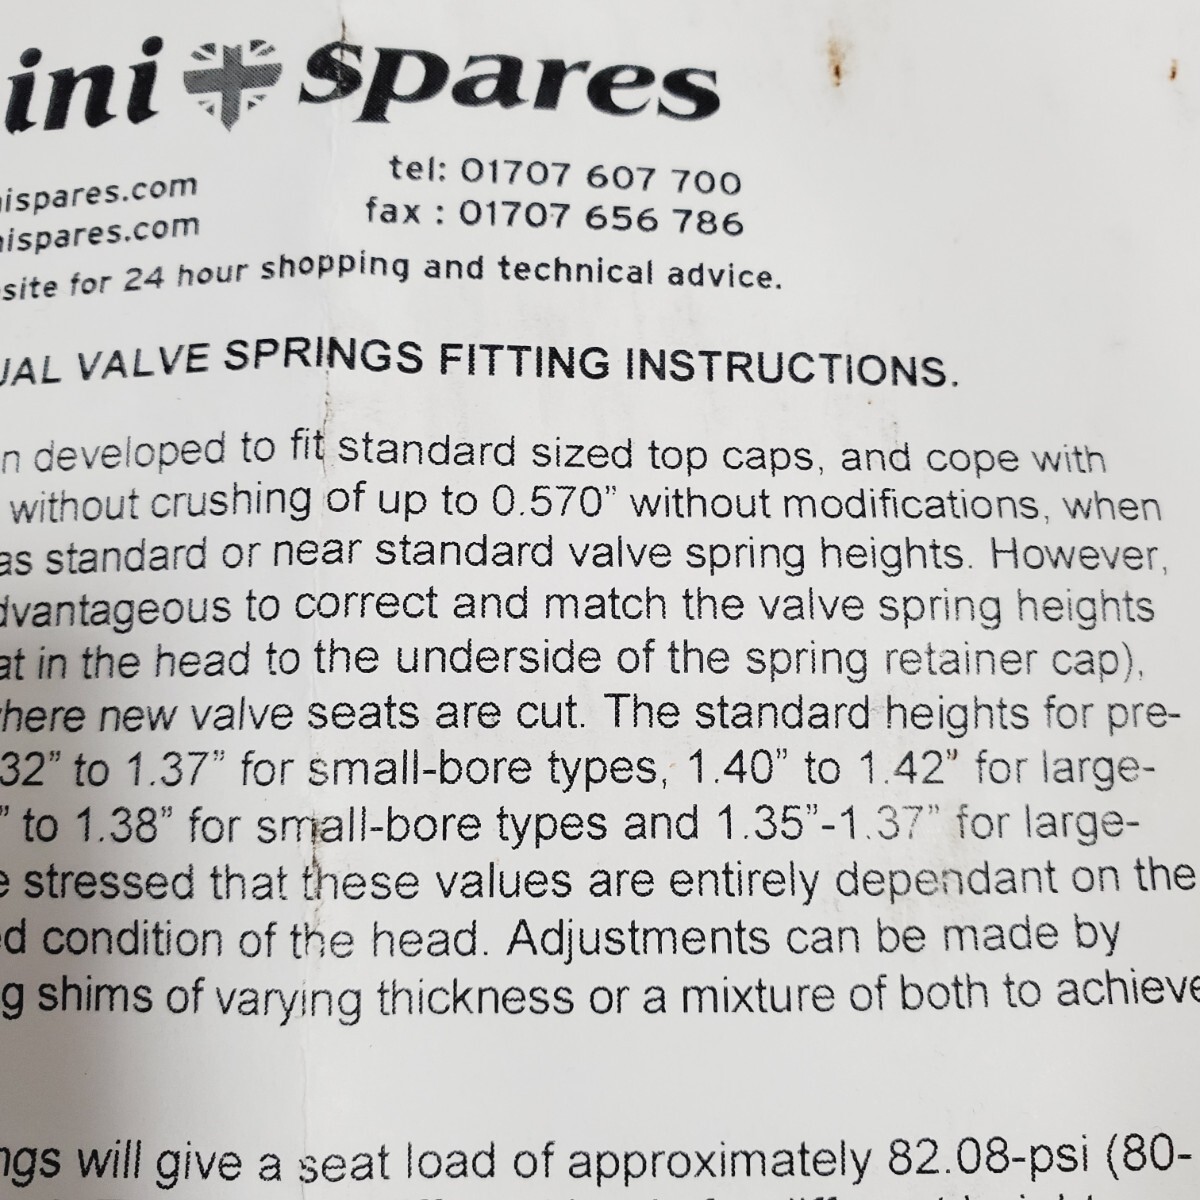 ini spares
tel: 01707 607 700
nispares.com
fax : 01707 656 786
nispares.com
site for 24 hour shopping and technical advice.
UAL VALVE SPRINGS FITTING INSTRUCTIONS.
n developed to fit standard sized top caps, and cope with
without crushing of up to 0.570” without modifications, when
as standard or near standard valve spring heights. However,
dvantageous to correct and match the valve spring heights
at in the head to the underside of the spring retainer cap),
here new valve seats are cut. The standard heights for pre-
32” to 1.37” for small-bore types, 1.40” to 1.42” for large-
” to 1.38” for small-bore types and 1.35”-1.37” for large-
e stressed that these values are entirely dependant on the
d condition of the head. Adjustments can be made by
g shims of varying thickness or a mixture of both to achieve
ngs will give a seat load of approximately 82.08-psi (80-